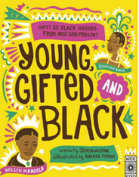 MEET 52 BLACK HEROES
FROM PAST AND PRESENT
YOUNG,
GIFTED
AND
BLACK
NELSON MANDELA
words by JAMIA WILSON
illustrated by ANDREA PIPPINS